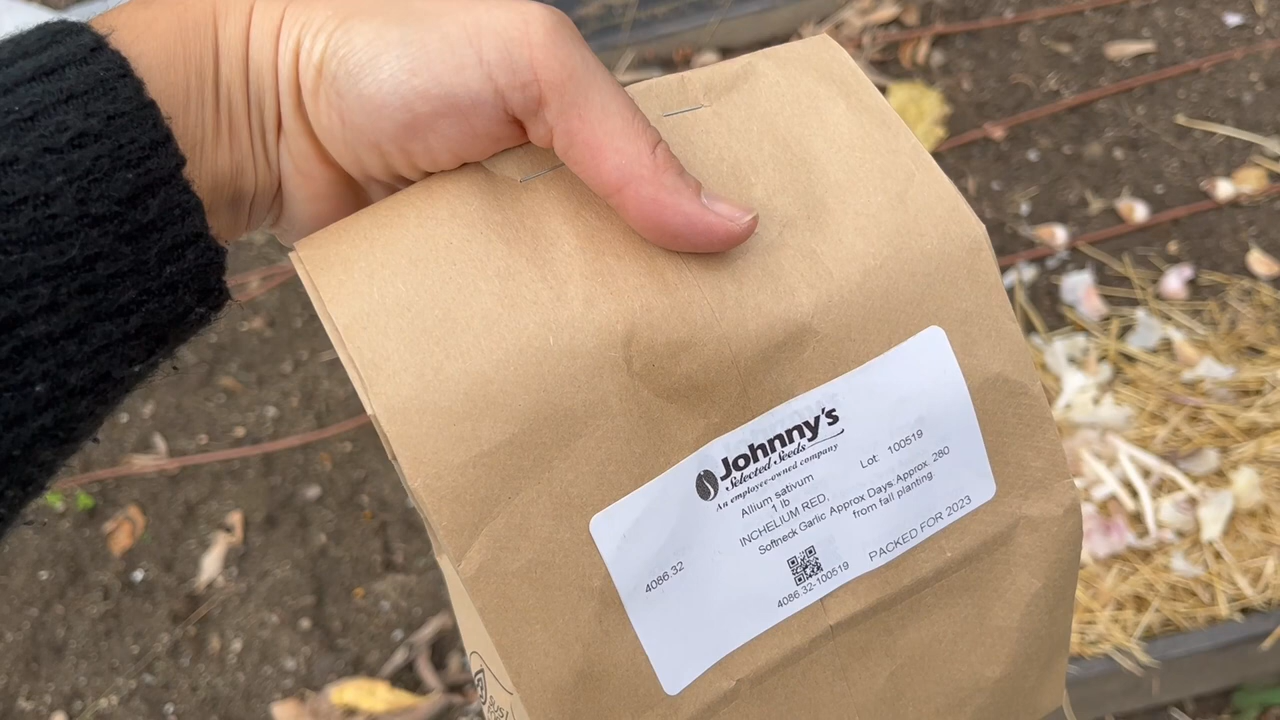 Johnny's
Selected Seeds
An employee-owned company
Allium sativum
1 lb
Lot: 100519
INCHELIUM RED,
Softneck Garlic Approx Days:Approx. 280
from fall planting.
4086.32
4086.32-100519
PACKED FOR 2023